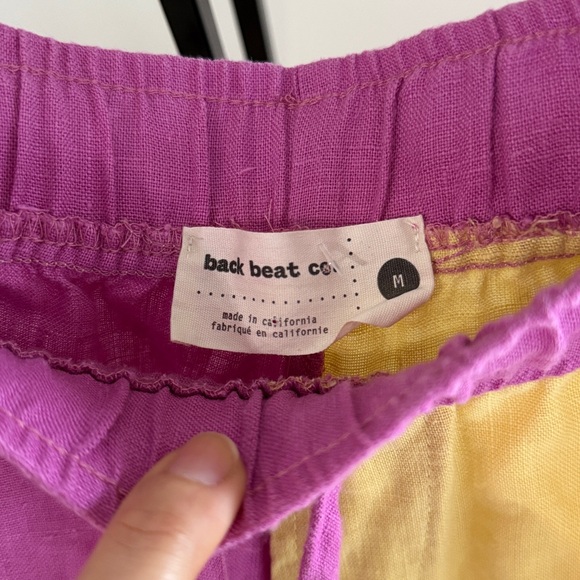 back beat co.
M
made in california
fabriqué en californie